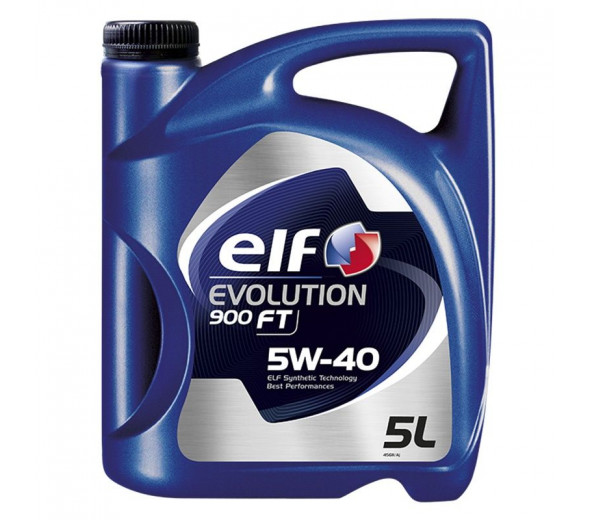 elf
EVOLUTION
900 FT
5W-40
ELF Synthetic Technology
Best Performances
5L